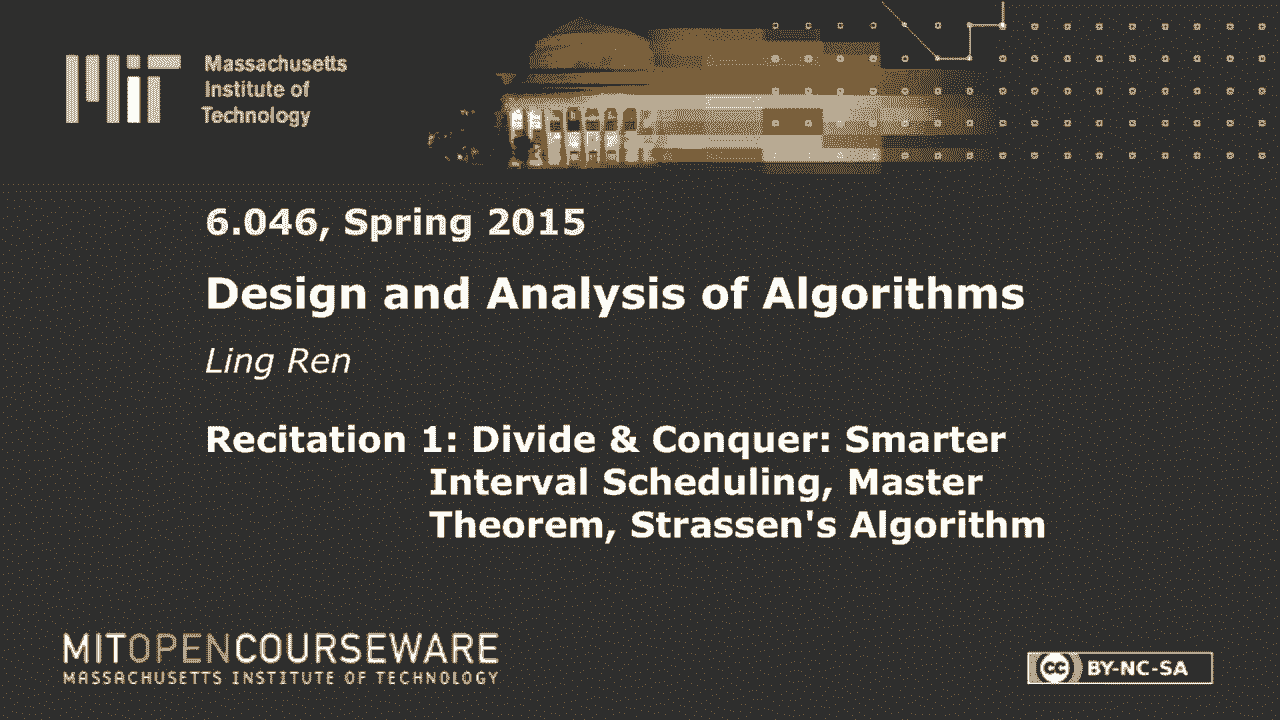 Massachusetts
Institute of
Technology
6.046, Spring 2015
Design and Analysis of Algorithms
Ling Ren
Recitation 1: Divide & Conquer: Smarter
Interval Scheduling, Master
Theorem, Strassen's Algorithm
MITOPENCOURSEWARE
MASSACHUSETTS INSTITUTE OF TECHNOLOGY
cc BY-NC-SA